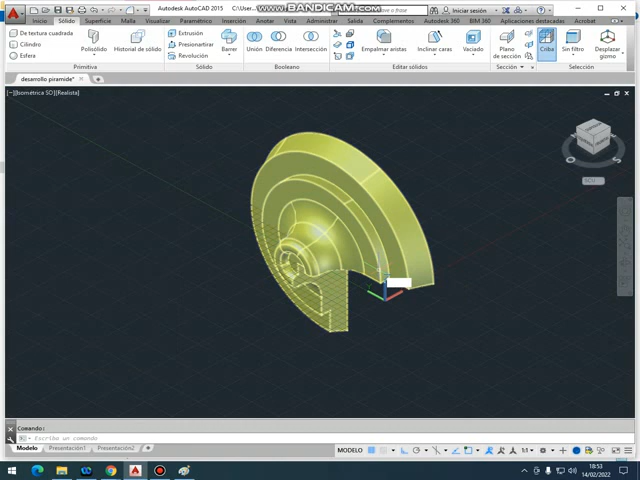 Autodesk AutoCAD 2015 C:\User...
WWW.BANDICAM.COM
o frase
Iniciar sesión
Inicio Sólido Superficie Malla Visualizar Paramétrico Inserción Anotar Vista Administrar Salida Complementos Autodesk 360 BIM 360 Aplicaciones destacadas Acrobat
De textura cuadrada
Cilindro
Esfera
Polisólido
Historial de sólido
Extrusión
Presionartirar
Revolución
Barrer
Unión Diferencia Intersección
Empalmar aristas
Inclinar caras
Vaciado
Plano de sección
Criba
Sin filtro
Desplazar gizmo
Primitiva Sólido Booleano Editar sólidos Sección Selección
desarrollo piramide*
[−][Isométrica SO][Realista]
O
S
SCU
Y
Comando:
Escriba un comando
Modelo Presentación1 Presentación2
MODELO
1:1
18:53
14/02/2022